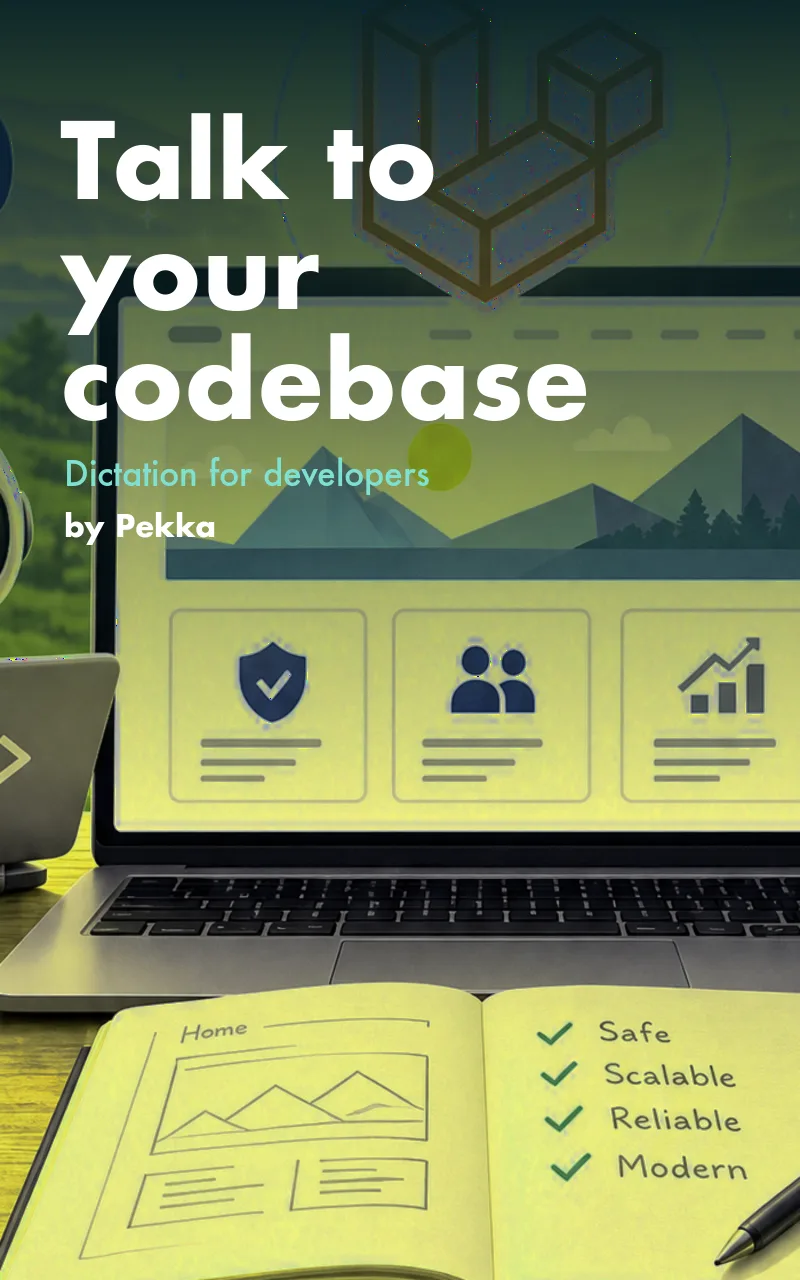 Talk to
your
codebase
Dictation for developers
by Pekka
Home
Safe
Scalable
Reliable
Modern